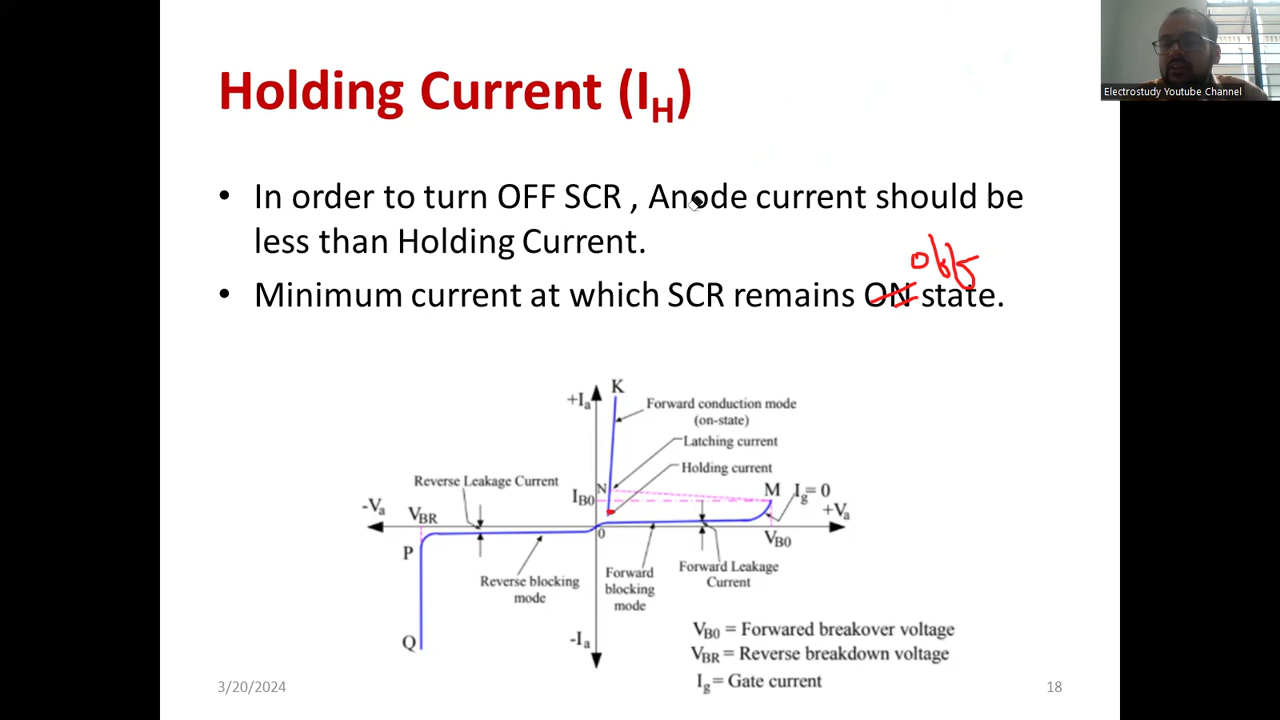 Electrostudy Youtube Channel
Holding Current (IH)
• In order to turn OFF SCR , Anode current should be
less than Holding Current.
off
• Minimum current at which SCR remains ON state.
+Ia
K
Forward conduction mode
(on-state)
Latching current
Holding current
Reverse Leakage Current
N
IB0
M
Ig= 0
-Va
VBR
+Va
0
VB0
P
Reverse blocking
mode
Forward
blocking
mode
Forward Leakage
Current
Q
-Ia
VB0 = Forwared breakover voltage
VBR = Reverse breakdown voltage
Ig = Gate current
3/20/2024
18